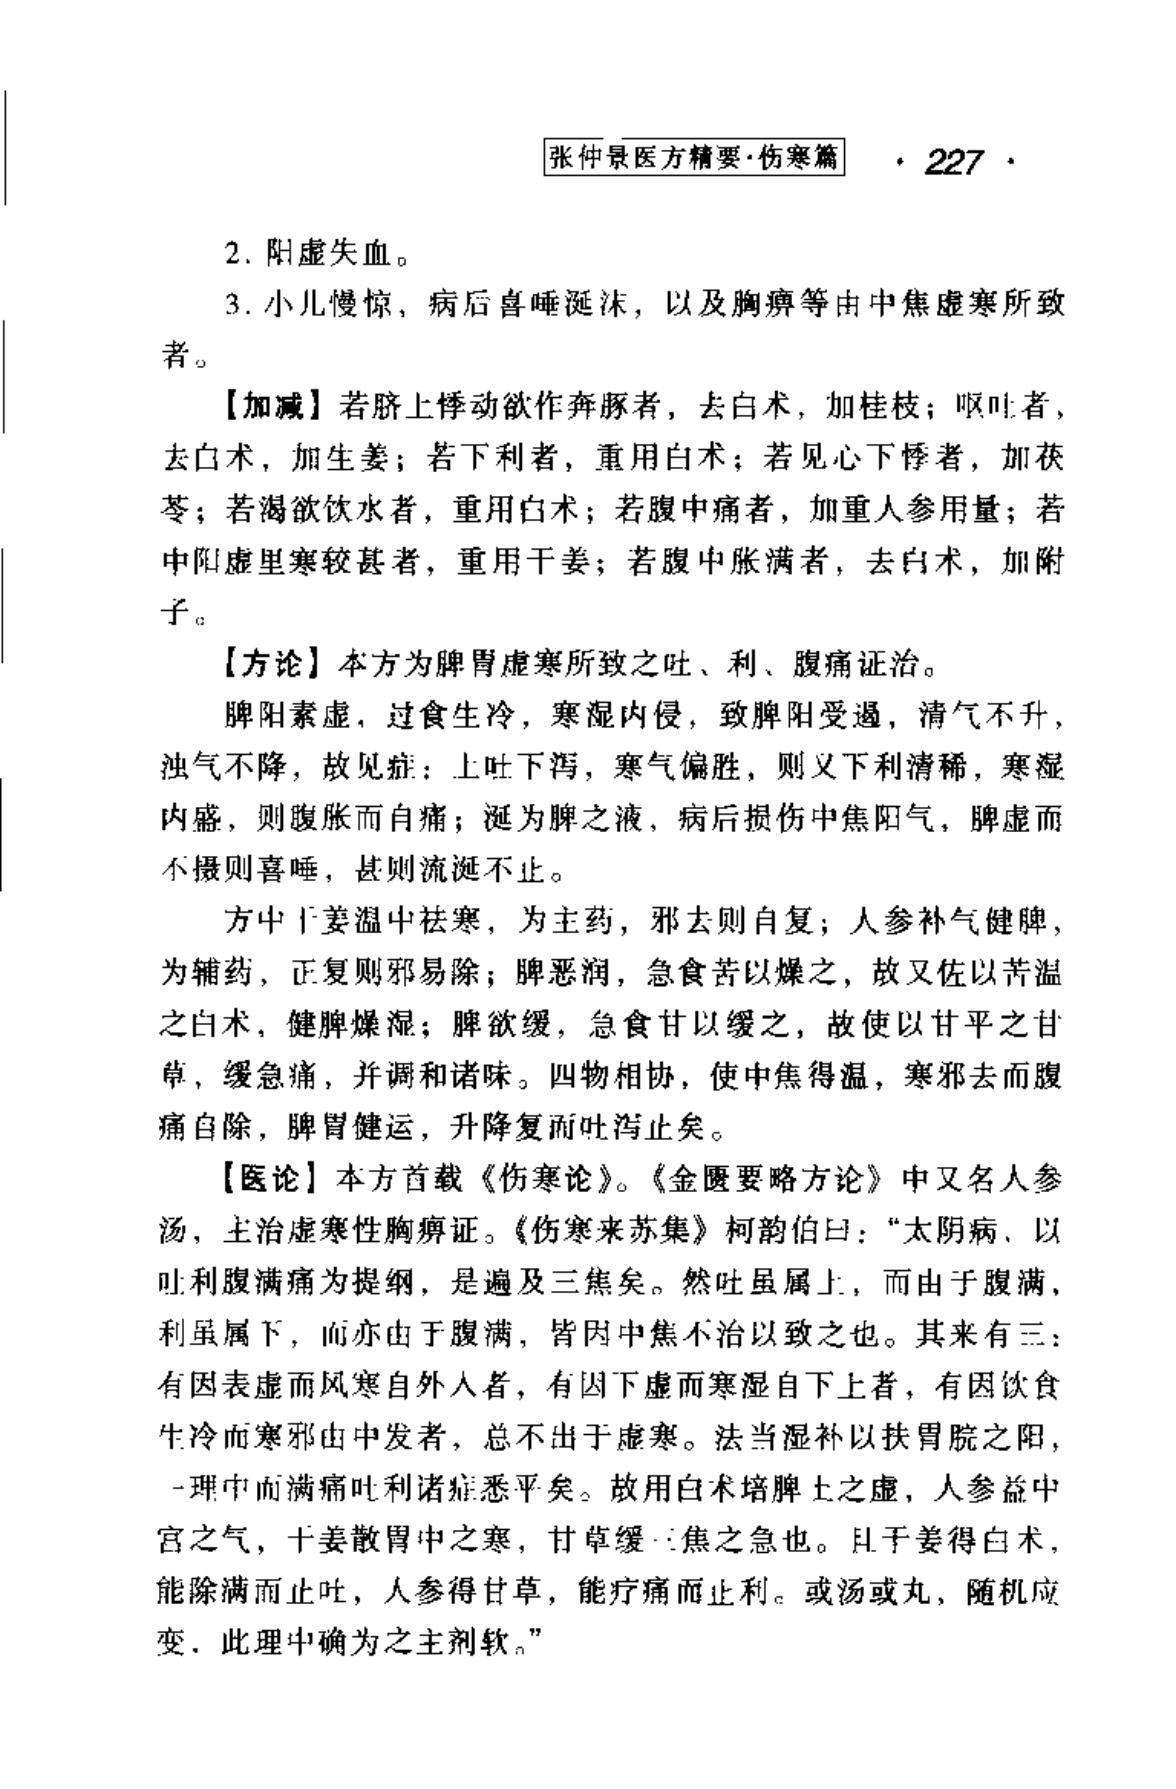 张仲景医方精要·伤寒篇 · 227 ·
2. 阳虚失血。
3. 小儿慢惊，病后喜唾涎沫，以及胸痹等由中焦虚寒所致
者。
【加减】若脐上悸动欲作奔豚者，去白术，加桂枝；呕吐者，
去白术，加生姜；若下利者，重用白术；若见心下悸者，加茯
苓；若渴欲饮水者，重用白术；若腹中痛者，加重人参用量；若
中阳虚里寒较甚者，重用干姜；若腹中胀满者，去白术，加附
子。
【方论】本方为脾胃虚寒所致之吐、利、腹痛证治。
脾阳素虚，过食生冷，寒湿内侵，致脾阳受遏，清气不升，
浊气不降，故见症：上吐下泻，寒气偏胜，则又下利清稀，寒湿
内盛，则腹胀而自痛；涎为脾之液，病后损伤中焦阳气，脾虚而
不摄则喜唾，甚则流涎不止。
方中干姜温中祛寒，为主药，邪去则自复；人参补气健脾，
为辅药，正复则邪易除；脾恶润，急食苦以燥之，故又佐以苦温
之白术，健脾燥湿；脾欲缓，急食甘以缓之，故使以甘平之甘
草，缓急痛，并调和诸味。四物相协，使中焦得温，寒邪去而腹
痛自除，脾胃健运，升降复而吐泻止矣。
【医论】本方首载《伤寒论》。《金匮要略方论》中又名人参
汤，主治虚寒性胸痹证。《伤寒来苏集》柯韵伯曰：“太阴病、以
吐利腹满痛为提纲，是遍及三焦矣。然吐虽属上，而由于腹满，
利虽属下，而亦由于腹满，皆因中焦不治以致之也。其来有三：
有因表虚而风寒自外入者，有因下虚而寒湿自下上者，有因饮食
生冷而寒邪由中发者，总不出于虚寒。法当湿补以扶胃脘之阳，
一理中而满痛吐利诸症悉平矣。故用白术培脾土之虚，人参益中
宫之气，干姜散胃中之寒，甘草缓三焦之急也。且干姜得白术，
能除满而止吐，人参得甘草，能疗痛而止利。或汤或丸，随机应
变．此理中确为之主剂软。”